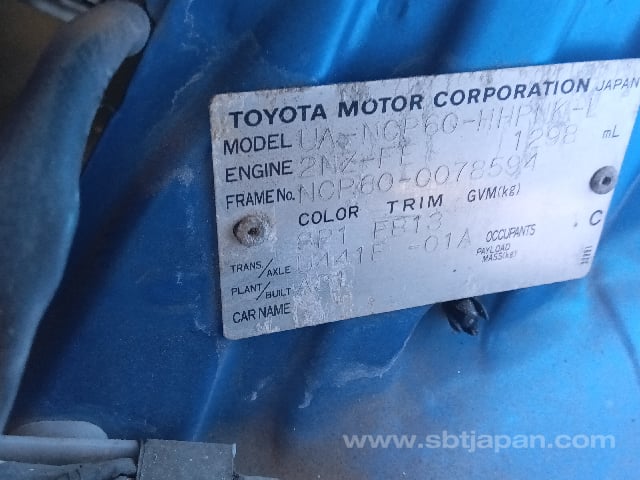 TOYOTA MOTOR CORPORATION JAPAN
MODEL UA-NCP60-HHPNK-L
ENGINE 2NZ-FE 1298 mL
FRAME No. NCP60-0078594
COLOR TRIM GVM(kg)
8P1 FB13
TRANS/AXLE U441F -01A OCCUPANTS C
PLANT/BUILT PAYLOAD MASS(kg)
CAR NAME
www.sbtjapan.com